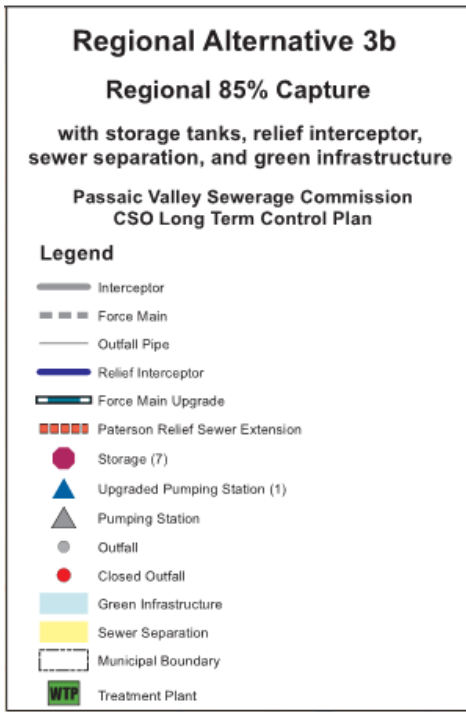 Regional Alternative 3b
Regional 85% Capture
with storage tanks, relief interceptor,
sewer separation, and green infrastructure
Passaic Valley Sewerage Commission
CSO Long Term Control Plan
Legend
Interceptor
Force Main
Outfall Pipe
Relief Interceptor
Force Main Upgrade
Paterson Relief Sewer Extension
Storage (7)
Upgraded Pumping Station (1)
Pumping Station
Outfall
Closed Outfall
Green Infrastructure
Sewer Separation
Municipal Boundary
WTP Treatment Plant